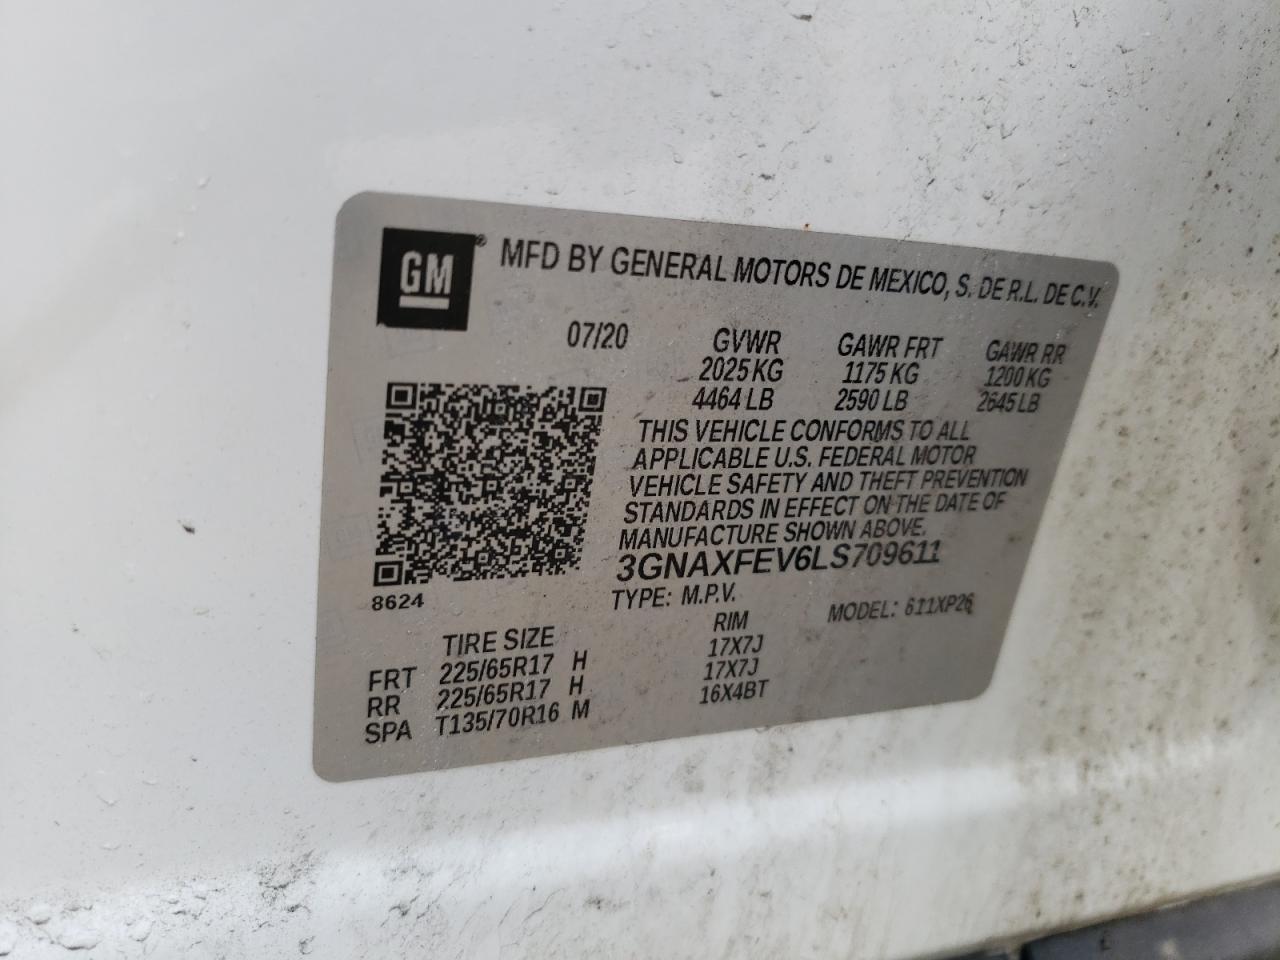 GM ® MFD BY GENERAL MOTORS DE MEXICO, S. DE R.L. DE C.V.
07/20 GVWR GAWR FRT GAWR RR
2025 KG 1175 KG 1200 KG
4464 LB 2590 LB 2645 LB
THIS VEHICLE CONFORMS TO ALL
APPLICABLE U.S. FEDERAL MOTOR
VEHICLE SAFETY AND THEFT PREVENTION
STANDARDS IN EFFECT ON THE DATE OF
MANUFACTURE SHOWN ABOVE.
3GNAXFEV6LS709611
8624 TYPE: M.P.V. MODEL: 611XP26
TIRE SIZE RIM
FRT 225/65R17 H 17X7J
RR 225/65R17 H 17X7J
SPA T135/70R16 M 16X4BT